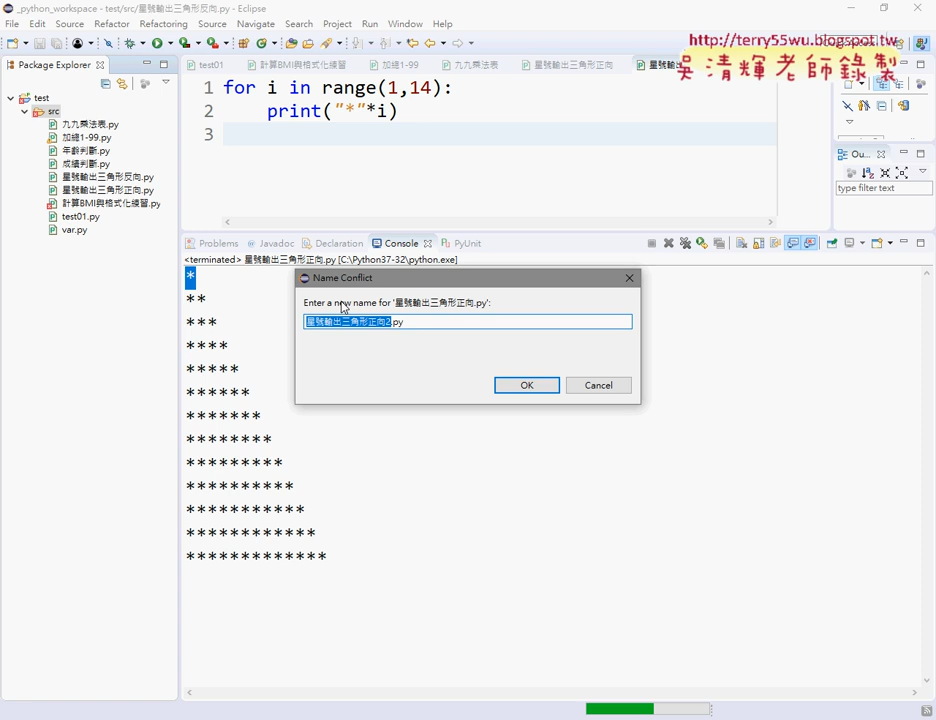 _python_workspace - test/src/星號輸出三角形反向.py - Eclipse
File Edit Source Refactor Refactoring Source Navigate Search Project Run Window Help
http://terry55wu.blogspot.tw
吳清輝老師錄製
Package Explorer
test
src
九九乘法表.py
加總1-99.py
年齡判斷.py
成績判斷.py
星號輸出三角形反向.py
星號輸出三角形正向.py
計算BMI與格式化練習.py
test01.py
var.py
test01 計算BMI與格式化練習 加總1-99 九九乘法表 星號輸出三角形正向 星號輸出
1 for i in range(1,14):
2 print("*"*i)
3
Ou...
type filter text
Problems Javadoc Declaration Console PyUnit
<terminated> 星號輸出三角形正向.py [C:\Python37-32\python.exe]
*
**
***
****
*****
******
*******
********
*********
**********
***********
************
*************
Name Conflict
Enter a new name for '星號輸出三角形正向.py':
星號輸出三角形正向2.py
OK Cancel